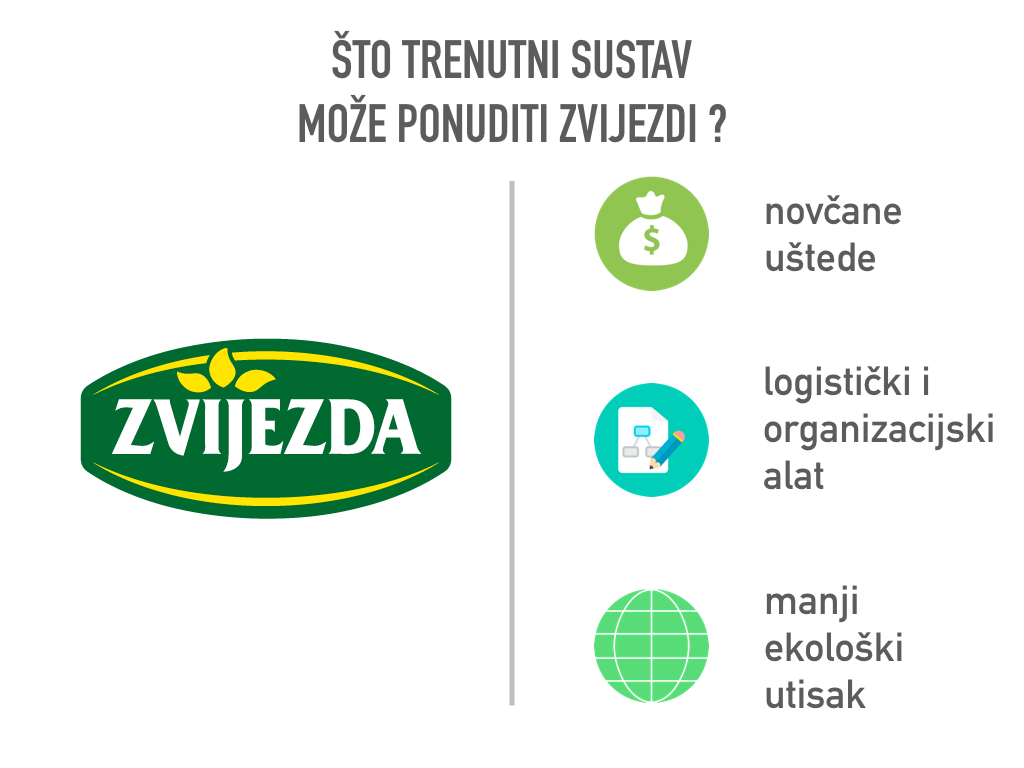 ŠTO TRENUTNI SUSTAV
MOŽE PONUDITI ZVIJEZDI ?
ZVIJEZDA
$
novčane
uštede
logistički i
organizacijski
alat
manji
ekološki
utisak